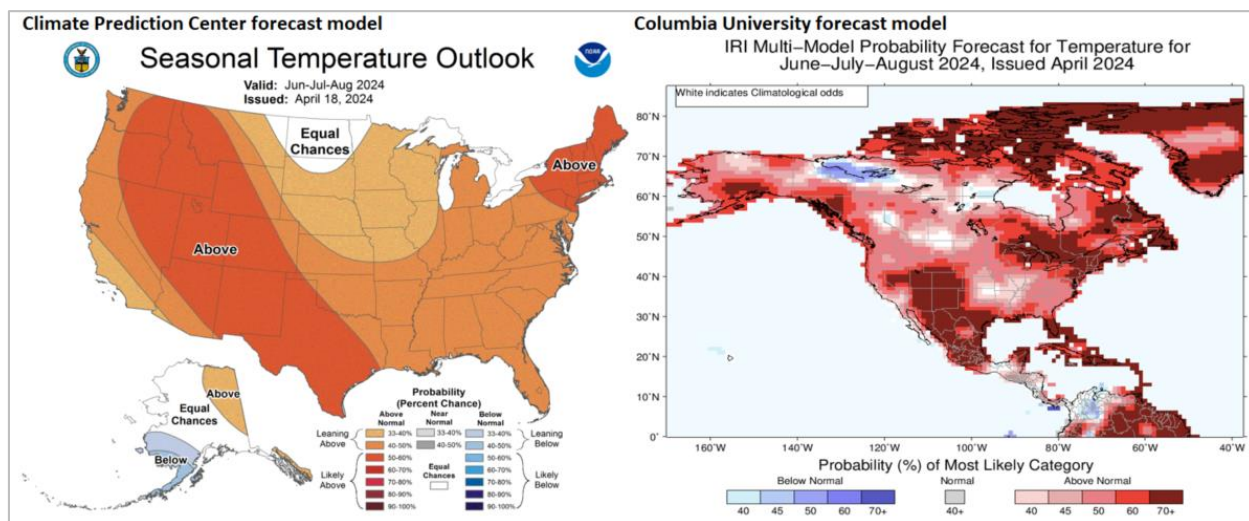 Climate Prediction Center forecast model
Seasonal Temperature Outlook
Valid: Jun-Jul-Aug 2024
Issued: April 18, 2024
Equal
Chances
Above
Above
Above
Equal
Chances
Below
Probability
(Percent Chance)
Above
Normal
Near
Normal
Below
Normal
Leaning
Above
33-40% 33-40% 33-40%
40-50% 40-50% 40-50%
Leaning
Below
Likely
Above
50-60% 50-60%
60-70% 60-70%
70-80% 70-80%
80-90% 80-90%
90-100% 90-100%
Equal
Chances
Likely
Below
Columbia University forecast model
IRI Multi-Model Probability Forecast for Temperature for
June-July-August 2024, Issued April 2024
White indicates Climatological odds
80°N
70°N
60°N
50°N
40°N
30°N
20°N
10°N
0°
160°W 140°W 120°W 100°W 80°W 60°W 40°W
Probability (%) of Most Likely Category
Below Normal Normal Above Normal
40 45 50 60 70+ 40+ 40 45 50 60 70+